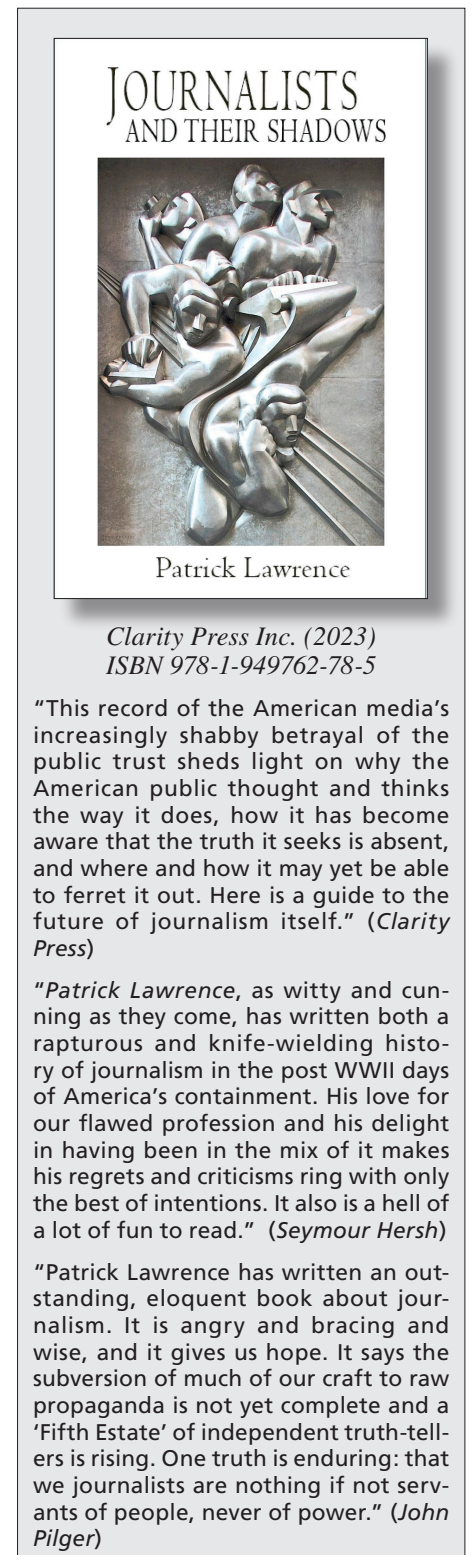 JOURNALISTS
AND THEIR SHADOWS
Patrick Lawrence
Clarity Press Inc. (2023)
ISBN 978-1-949762-78-5
“This record of the American media’s
increasingly shabby betrayal of the
public trust sheds light on why the
American public thought and thinks
the way it does, how it has become
aware that the truth it seeks is absent,
and where and how it may yet be able
to ferret it out. Here is a guide to the
future of journalism itself.” (Clarity
Press)
“Patrick Lawrence, as witty and cun-
ning as they come, has written both a
rapturous and knife-wielding histo-
ry of journalism in the post WWII days
of America’s containment. His love for
our flawed profession and his delight
in having been in the mix of it makes
his regrets and criticisms ring with only
the best of intentions. It also is a hell of
a lot of fun to read.” (Seymour Hersh)
“Patrick Lawrence has written an out-
standing, eloquent book about jour-
nalism. It is angry and bracing and
wise, and it gives us hope. It says the
subversion of much of our craft to raw
propaganda is not yet complete and a
‘Fifth Estate’ of independent truth-tell-
ers is rising. One truth is enduring: that
we journalists are nothing if not serv-
ants of people, never of power.” (John
Pilger)